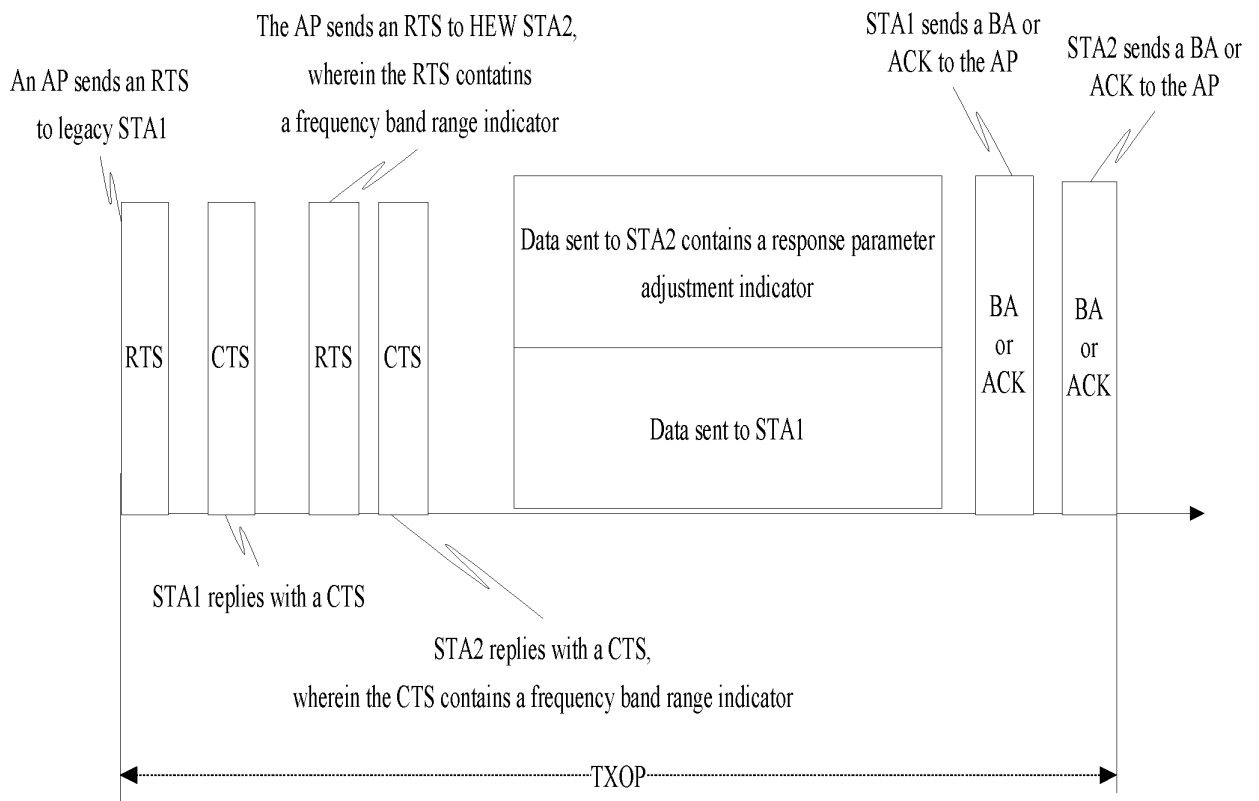 An AP sends an RTS
to legacy STA1
The AP sends an RTS to HEW STA2,
wherein the RTS contatins
a frequency band range indicator
STA1 sends a BA or
ACK to the AP
STA2 sends a BA or
ACK to the AP
RTS
CTS
RTS
CTS
Data sent to STA2 contains a response parameter
adjustment indicator
Data sent to STA1
BA
or
ACK
BA
or
ACK
STA1 replies with a CTS
STA2 replies with a CTS,
wherein the CTS contains a frequency band range indicator
TXOP